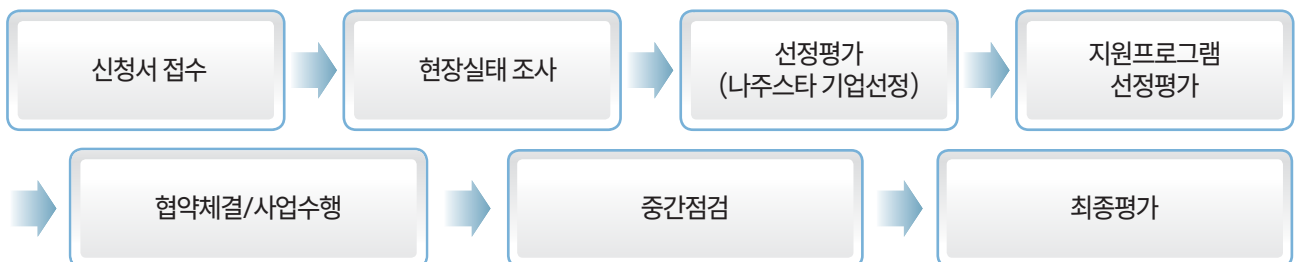 신청서 접수
현장실태 조사
선정평가
(나주스타 기업선정)
지원프로그램
선정평가
협약체결/사업수행
중간점검
최종평가